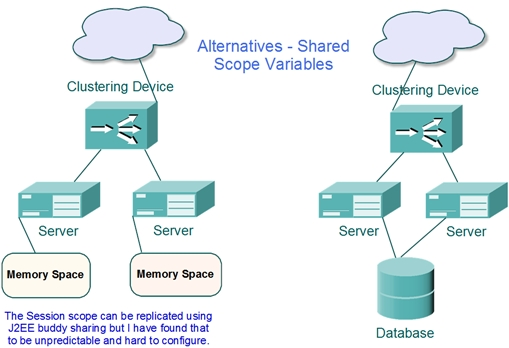 Alternatives - Shared
Scope Variables
Clustering Device
Clustering Device
Server
Server
Server
Server
Memory Space
Memory Space
The Session scope can be replicated using
J2EE buddy sharing but I have found that
to be unpredictable and hard to configure.
Database